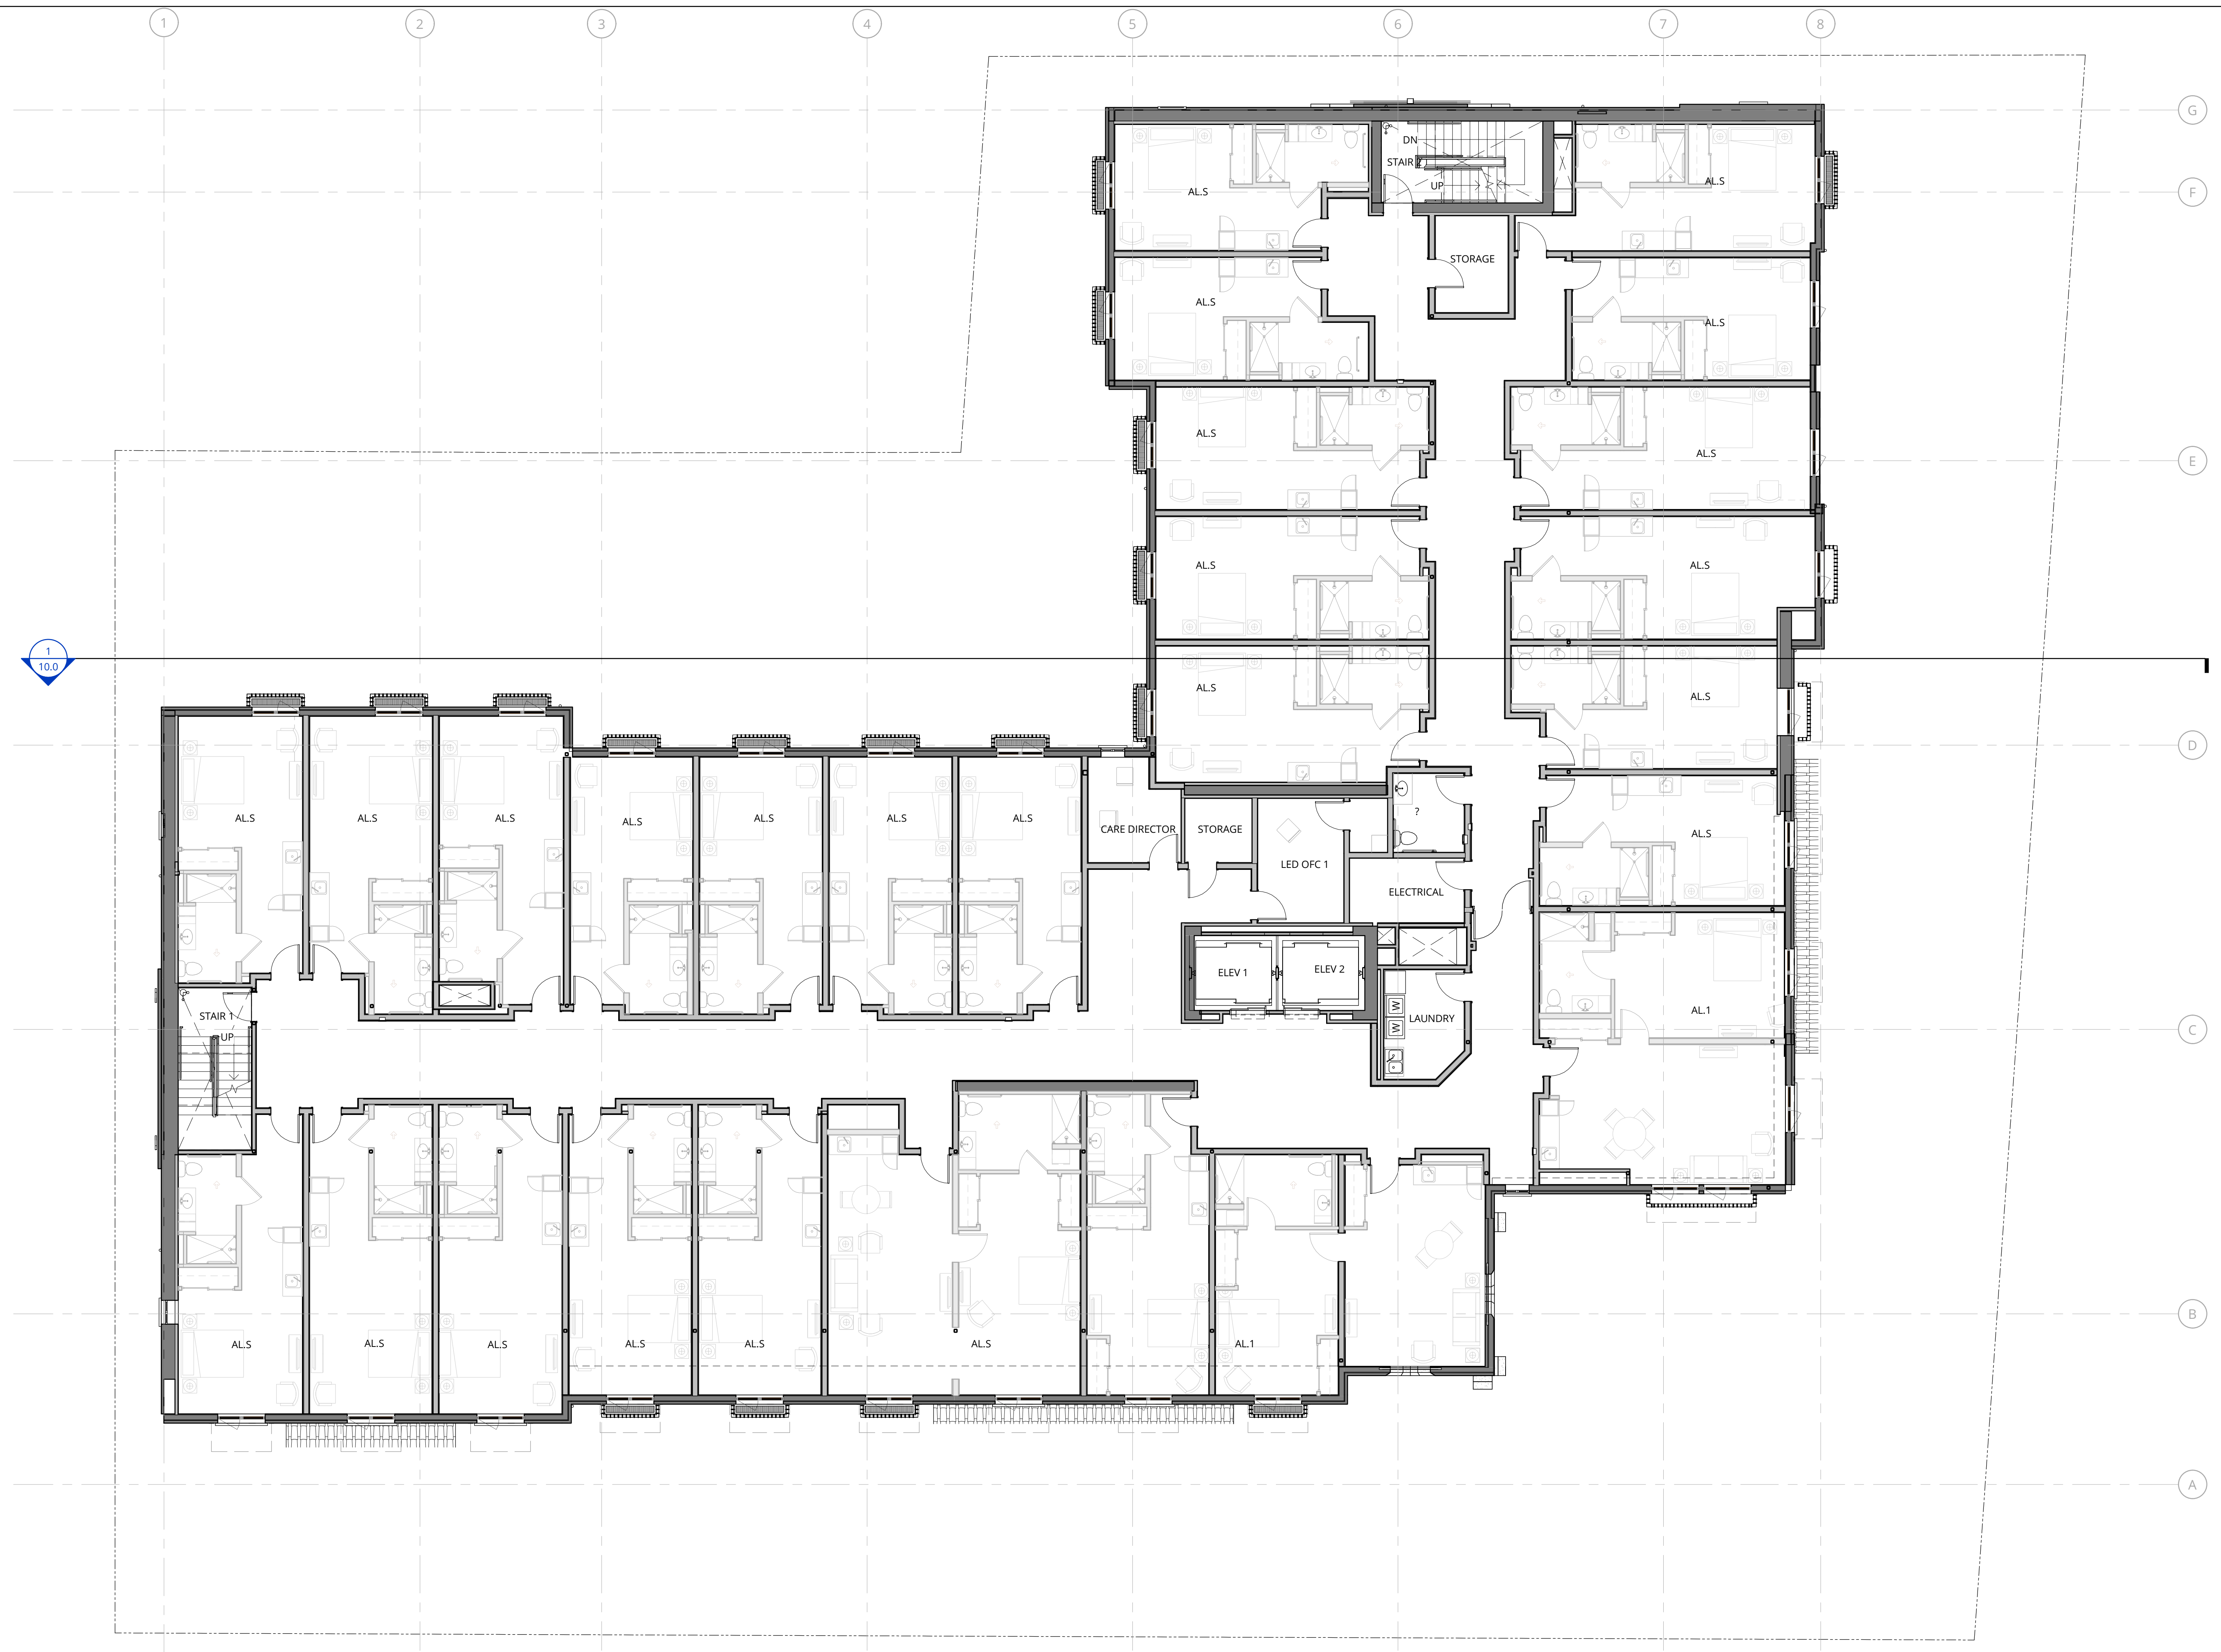 1 2 3 4 5 6 7 8
G
DN
STAIR 2
UP
AL.S
AL.S
F
STORAGE
AL.S
AL.S
AL.S
AL.S
E
AL.S
AL.S
1
10.0
AL.S
AL.S
D
AL.S
AL.S
AL.S
AL.S
AL.S
AL.S
AL.S
CARE DIRECTOR
STORAGE
LED OFC 1
?
AL.S
ELECTRICAL
ELEV 1
ELEV 2
W
W
LAUNDRY
AL.1
STAIR 1
UP
C
AL.S
AL.S
AL.S
AL.S
AL.S
AL.S
AL.1
B
A